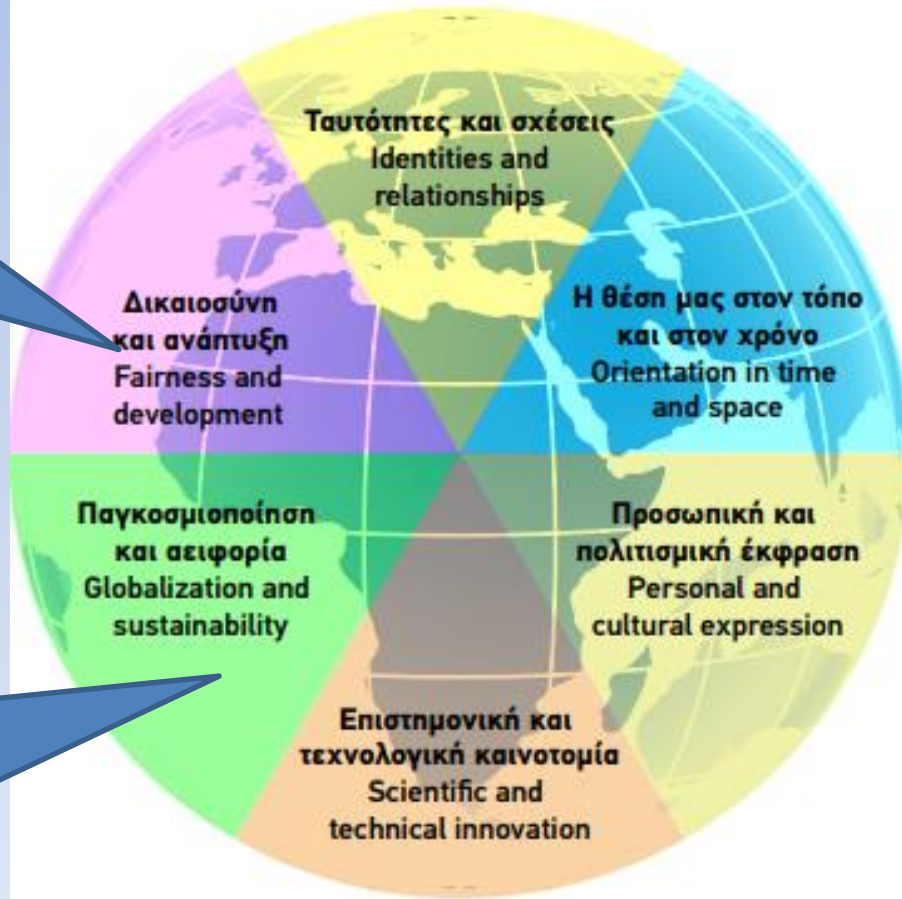 Ταυτότητες και σχέσεις
Identities and
relationships
Δικαιοσύνη
και ανάπτυξη
Fairness and
development
Η θέση μας στον τόπο
και στον χρόνο
Orientation in time
and space
Παγκοσμιοποίηση
και αειφορία
Globalization and
sustainability
Προσωπική και
πολιτισμική έκφραση
Personal and
cultural expression
Επιστημονική και
τεχνολογική καινοτομία
Scientific and
technical innovation